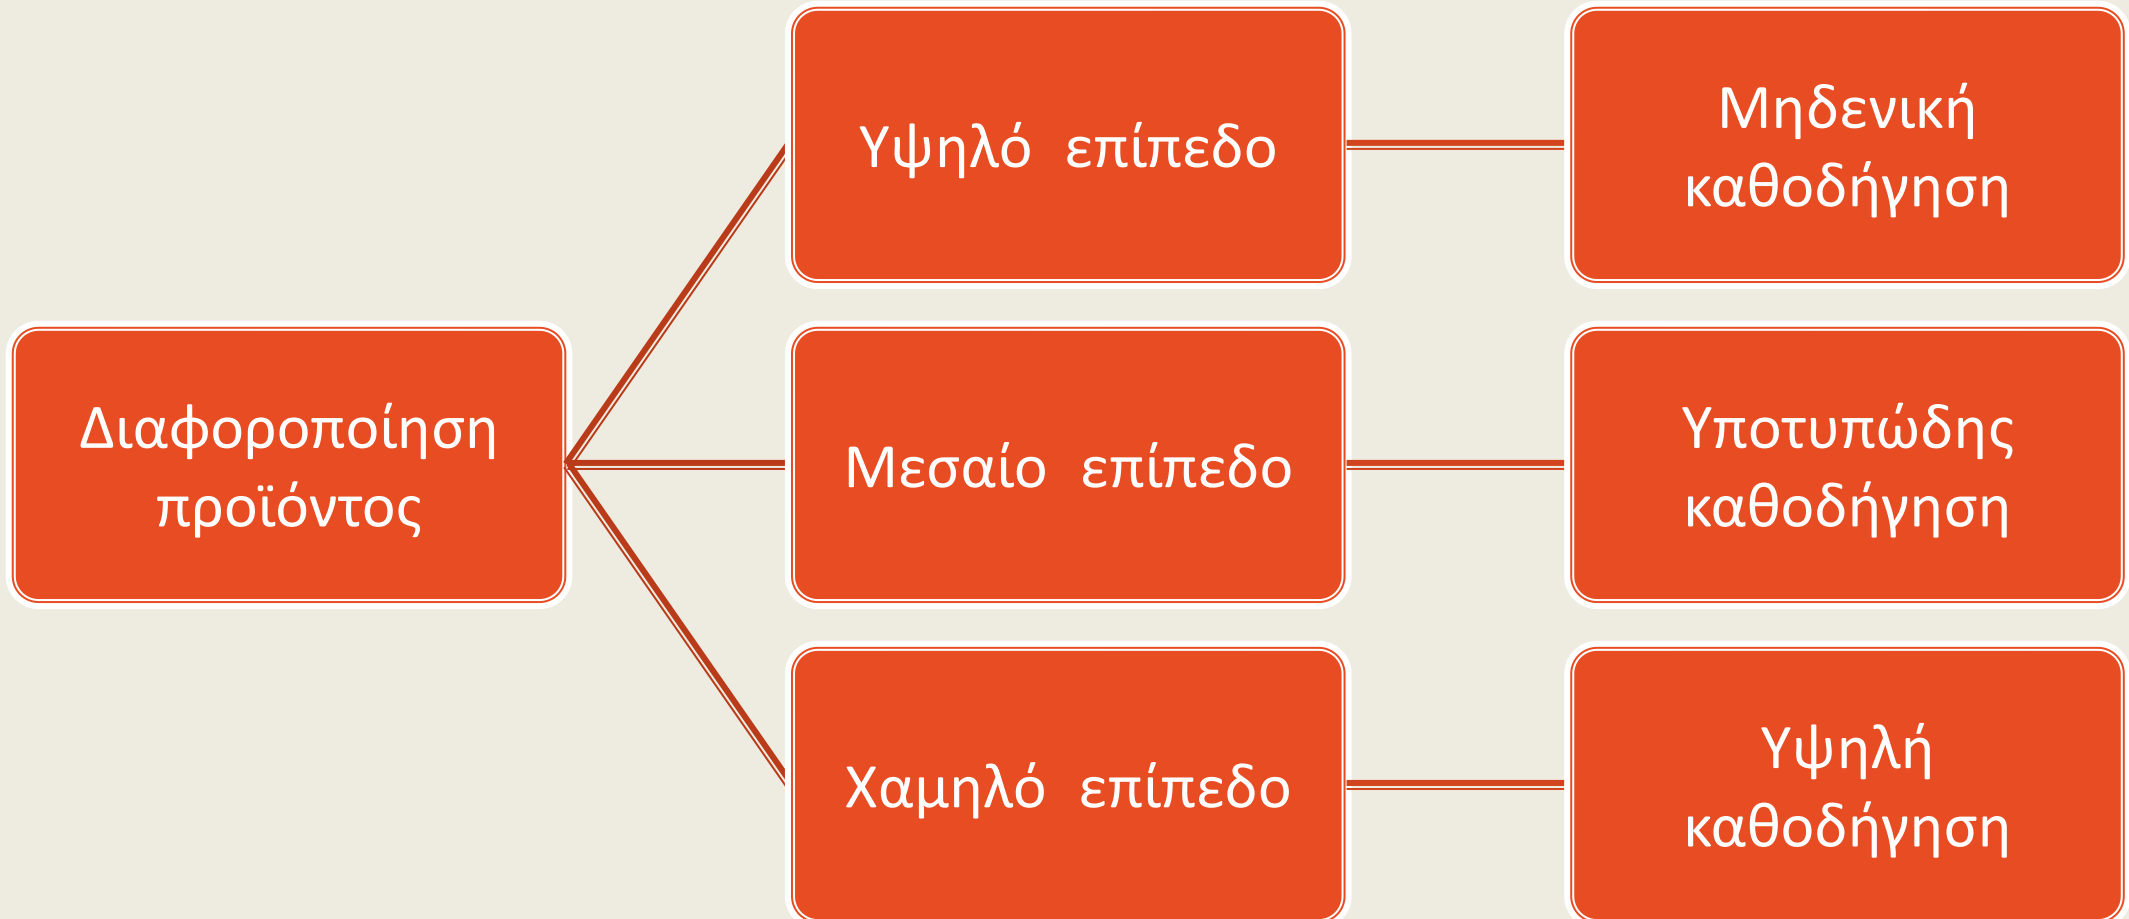 Διαφοροποίηση
προϊόντος
Υψηλό επίπεδο
Μηδενική
καθοδήγηση
Μεσαίο επίπεδο
Υποτυπώδης
καθοδήγηση
Χαμηλό επίπεδο
Υψηλή
καθοδήγηση